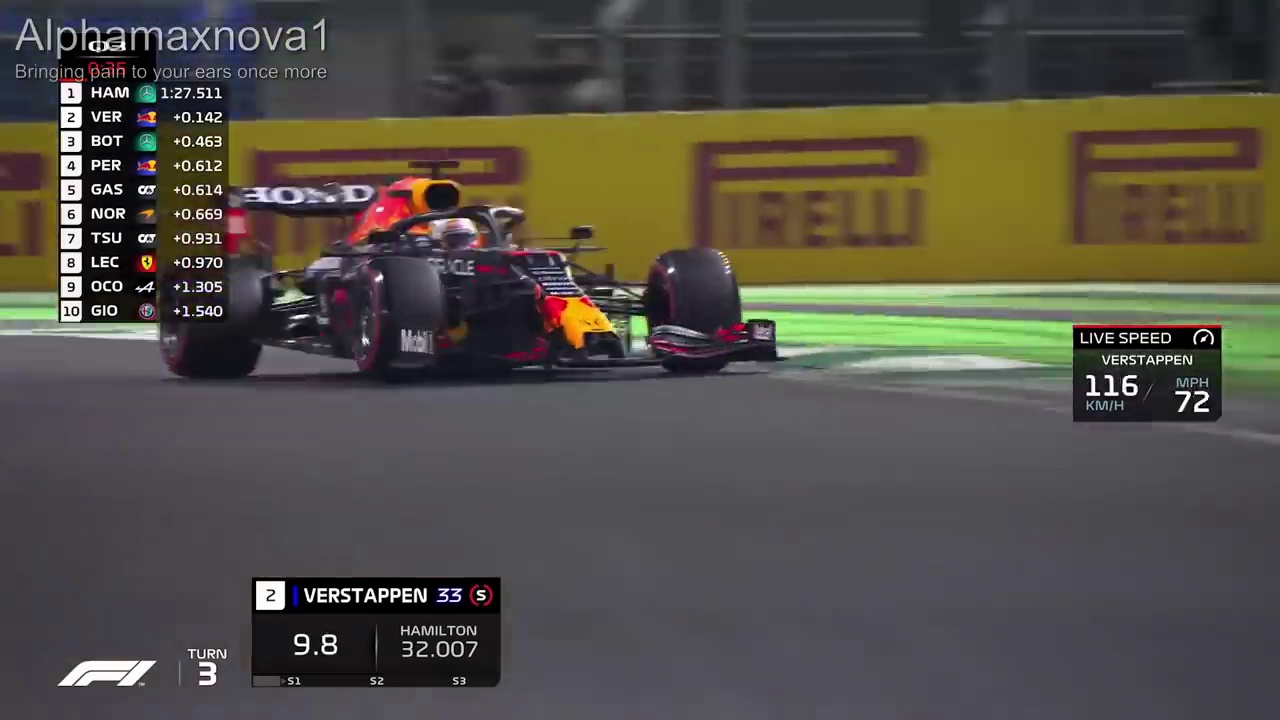 Alphamaxnova1
Q3
Bringing pain to your ears once more
1 HAM 1:27.511
2 VER +0.142
3 BOT +0.463
4 PER +0.612
5 GAS +0.614
6 NOR +0.669
7 TSU +0.931
8 LEC +0.970
9 OCO +1.305
10 GIO +1.540
HONDA
PIRELLI
PIRELLI
Mobil
LIVE SPEED
VERSTAPPEN
116 / MPH
KM/H 72
2 VERSTAPPEN 33 S
9.8 HAMILTON
32.007
S1 S2 S3
F1 TURN
3